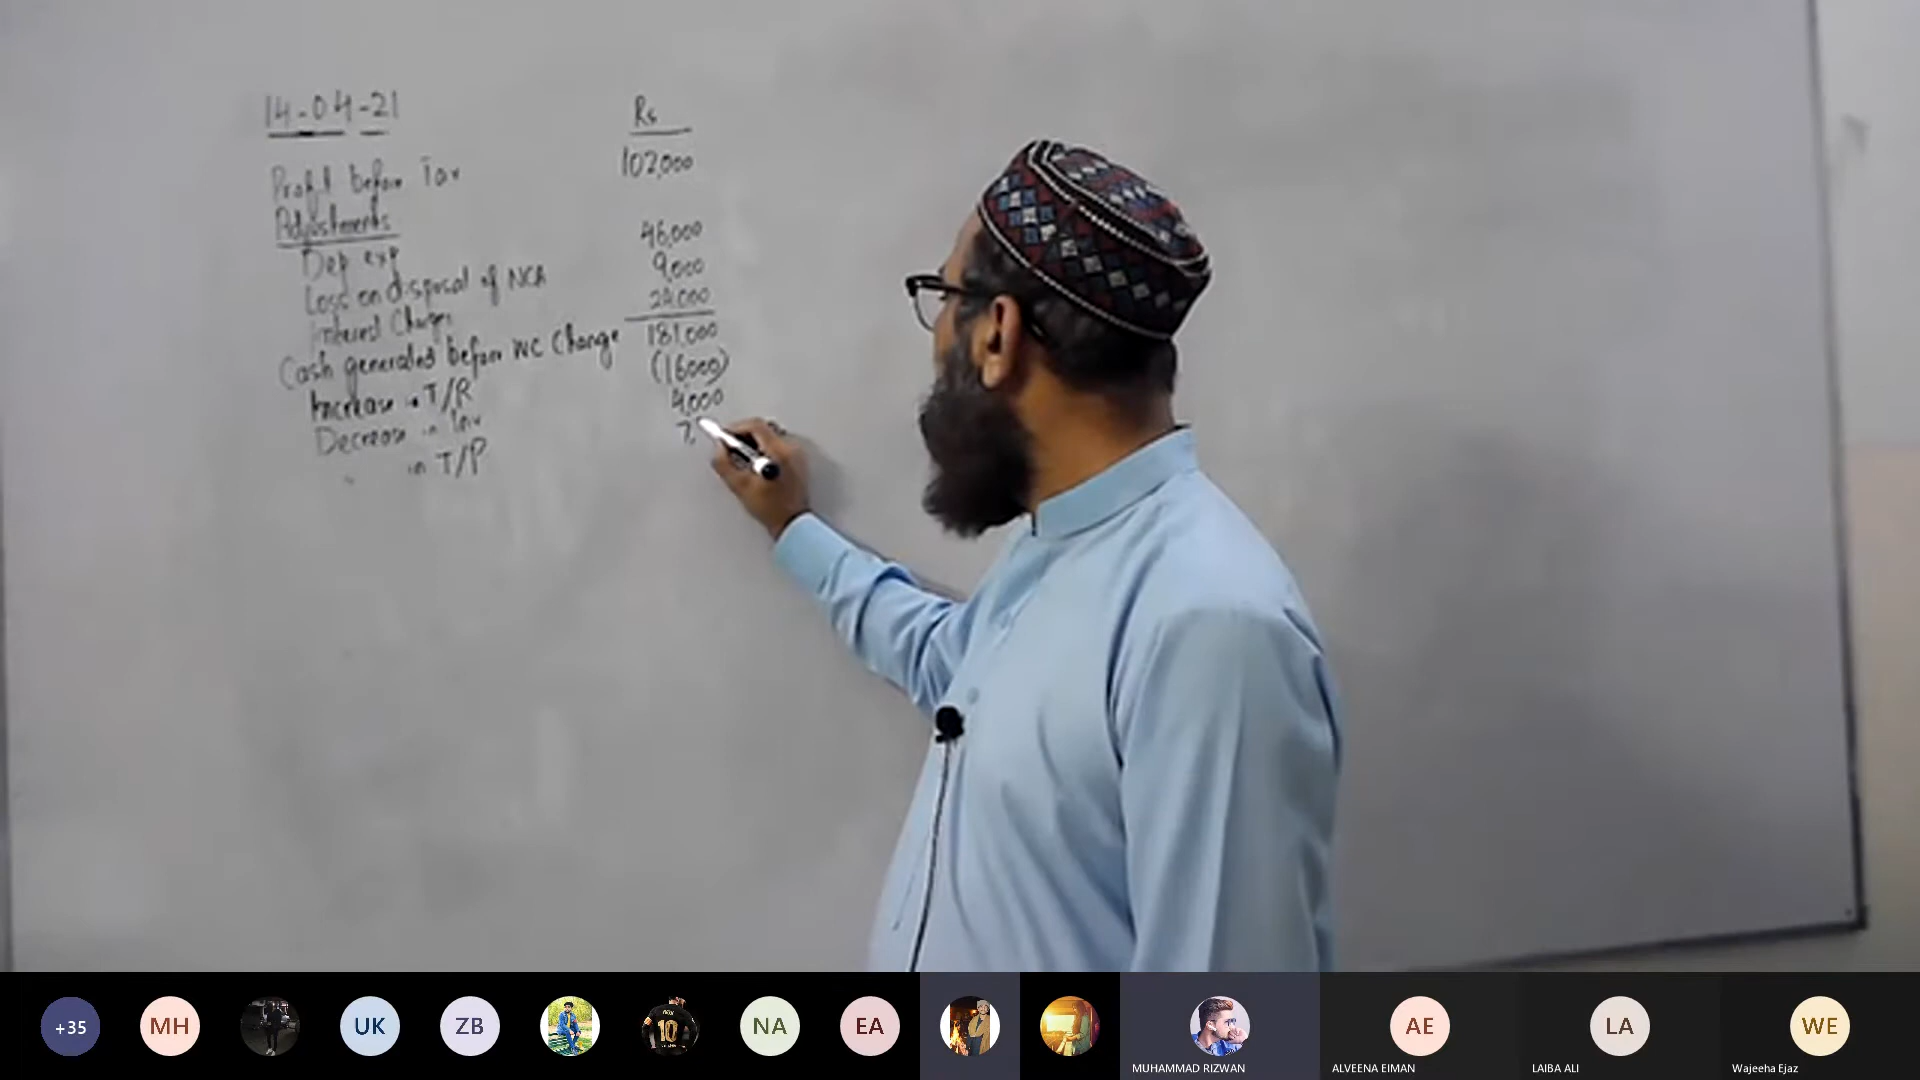 14-04-21
Rs
Profit before Tax 102,000
Adjustments
Dep exp 46,000
Loss on disposal of NCA 9,000
Interest Charges 24,000
Cash generated before WC Change 181,000
Increase in T/R (16000)
Decrease in Inv 4,000
" in T/P 7,
+35
MH
UK
ZB
10
NA
EA
AE
LA
WE
MUHAMMAD RIZWAN
ALVEENA EIMAN
LAIBA ALI
Wajeeha Ejaz